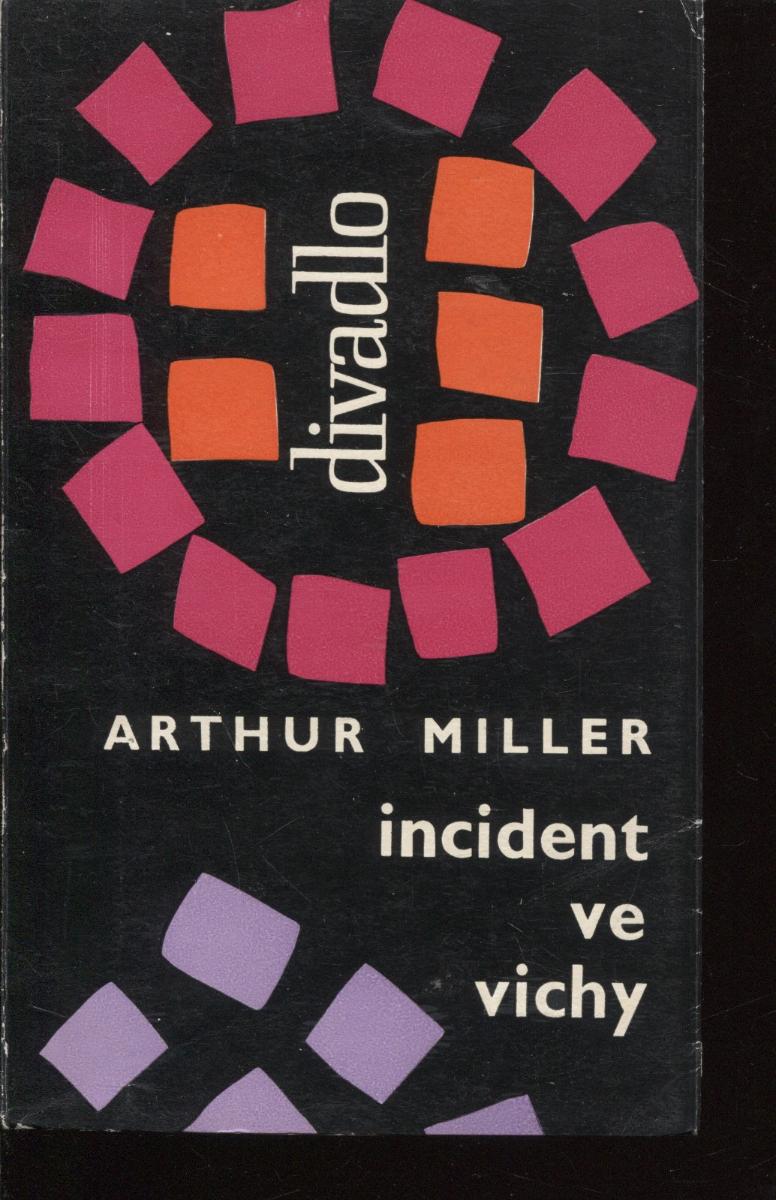 divadlo
ARTHUR MILLER
incident
ve
vichy